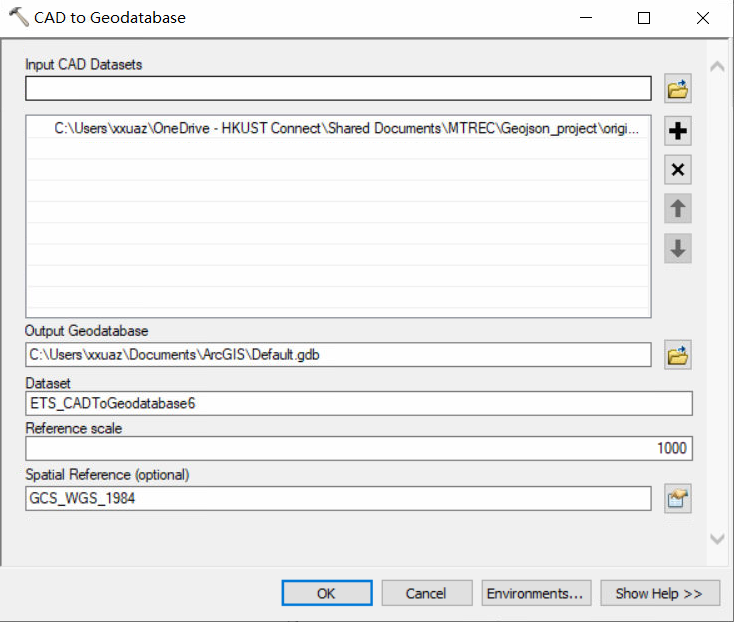 CAD to Geodatabase
Input CAD Datasets
C:\Users\xxuaz\OneDrive - HKUST Connect\Shared Documents\MTREC\Geojson_project\origi...
Output Geodatabase
C:\Users\xxuaz\Documents\ArcGIS\Default.gdb
Dataset
ETS_CADToGeodatabase6
Reference scale
1000
Spatial Reference (optional)
GCS_WGS_1984
OK Cancel Environments... Show Help >>